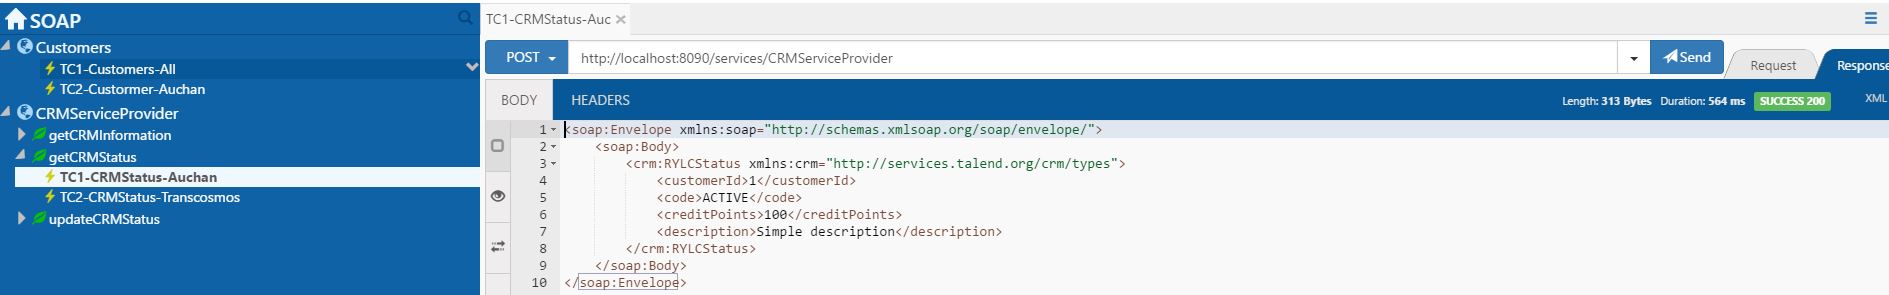 SOAP
Customers
TC1-Customers-All
TC2-Custormer-Auchan
CRMServiceProvider
getCRMInformation
getCRMStatus
TC1-CRMStatus-Auchan
TC2-CRMStatus-Transcosmos
updateCRMStatus
TC1-CRMStatus-Auc ×
POST http://localhost:8090/services/CRMServiceProvider Send Request Response
BODY HEADERS Length: 313 Bytes Duration: 564 ms SUCCESS 200 XML
1 <soap:Envelope xmlns:soap="http://schemas.xmlsoap.org/soap/envelope/">
2 <soap:Body>
3 <crm:RYLCStatus xmlns:crm="http://services.talend.org/crm/types">
4 <customerId>1</customerId>
5 <code>ACTIVE</code>
6 <creditPoints>100</creditPoints>
7 <description>Simple description</description>
8 </crm:RYLCStatus>
9 </soap:Body>
10 </soap:Envelope>